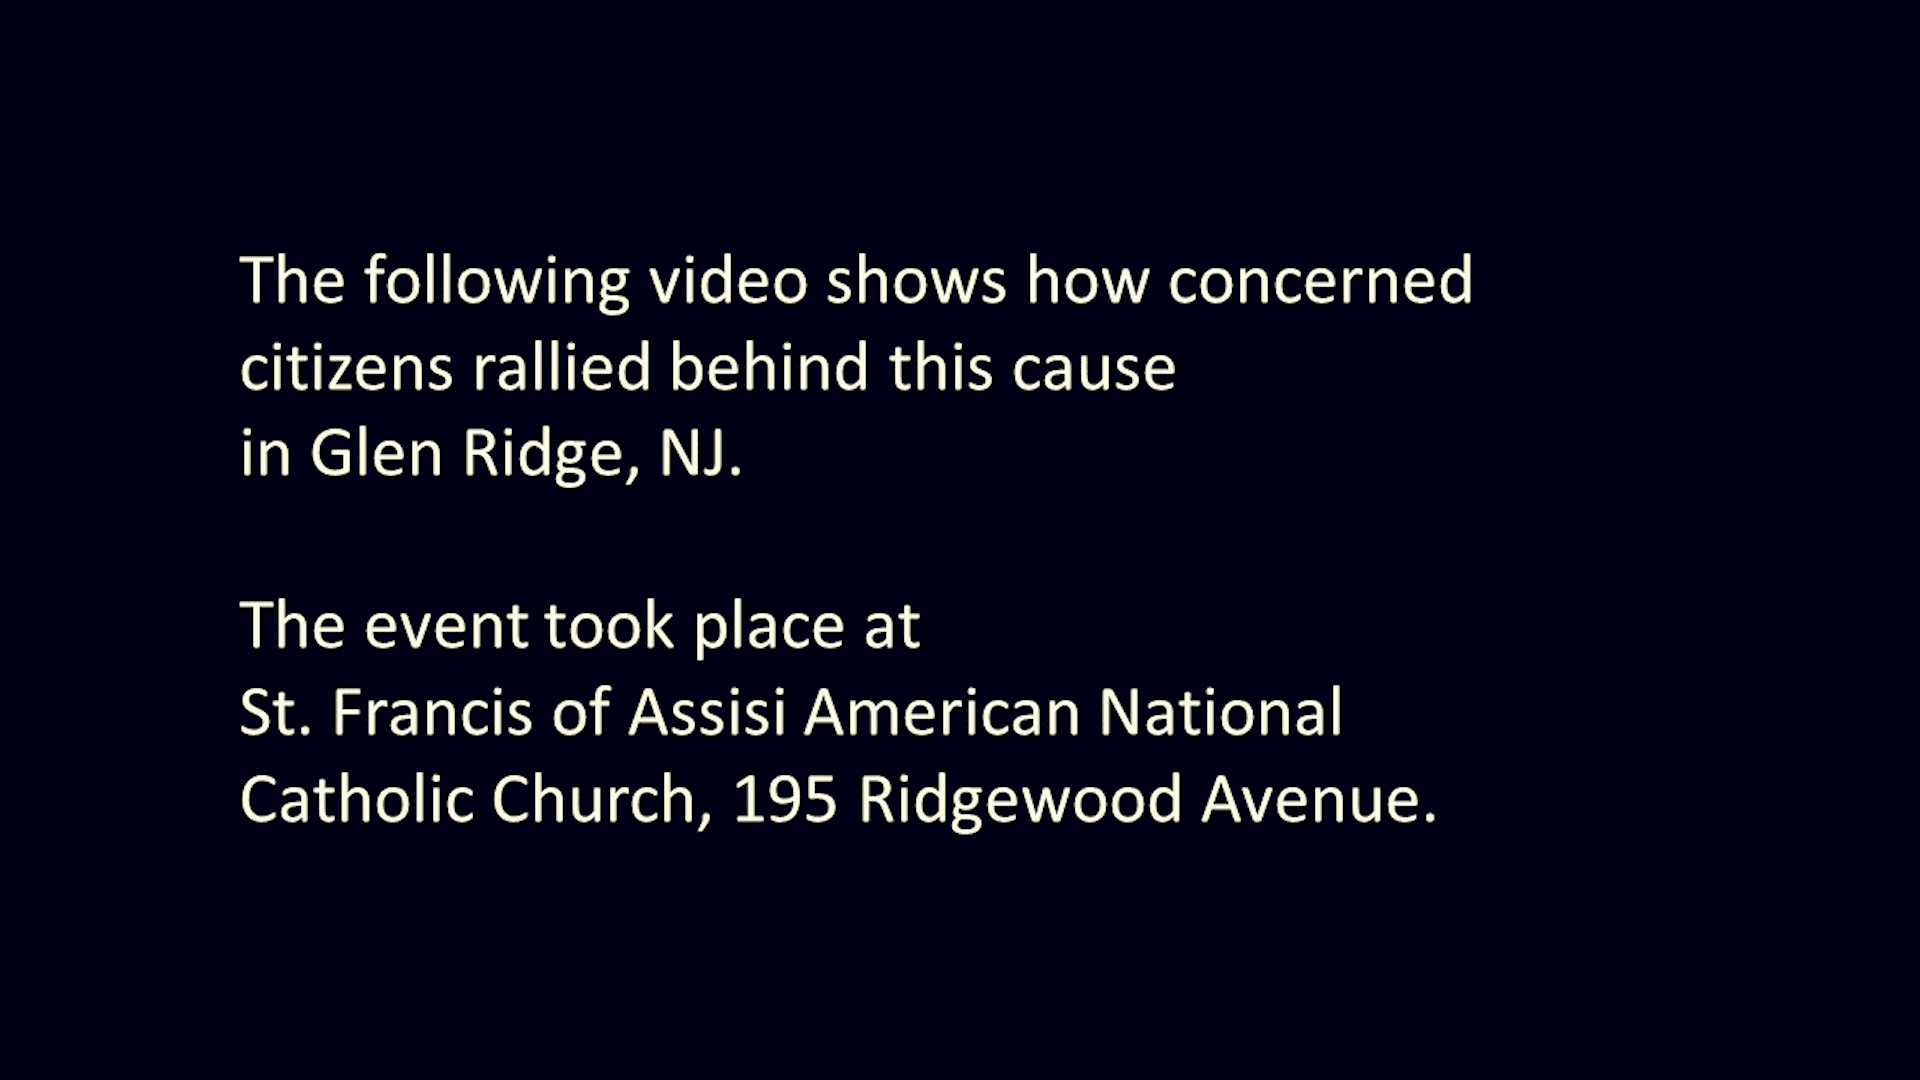 The following video shows how concerned
citizens rallied behind this cause
in Glen Ridge, NJ.
The event took place at
St. Francis of Assisi American National
Catholic Church, 195 Ridgewood Avenue.